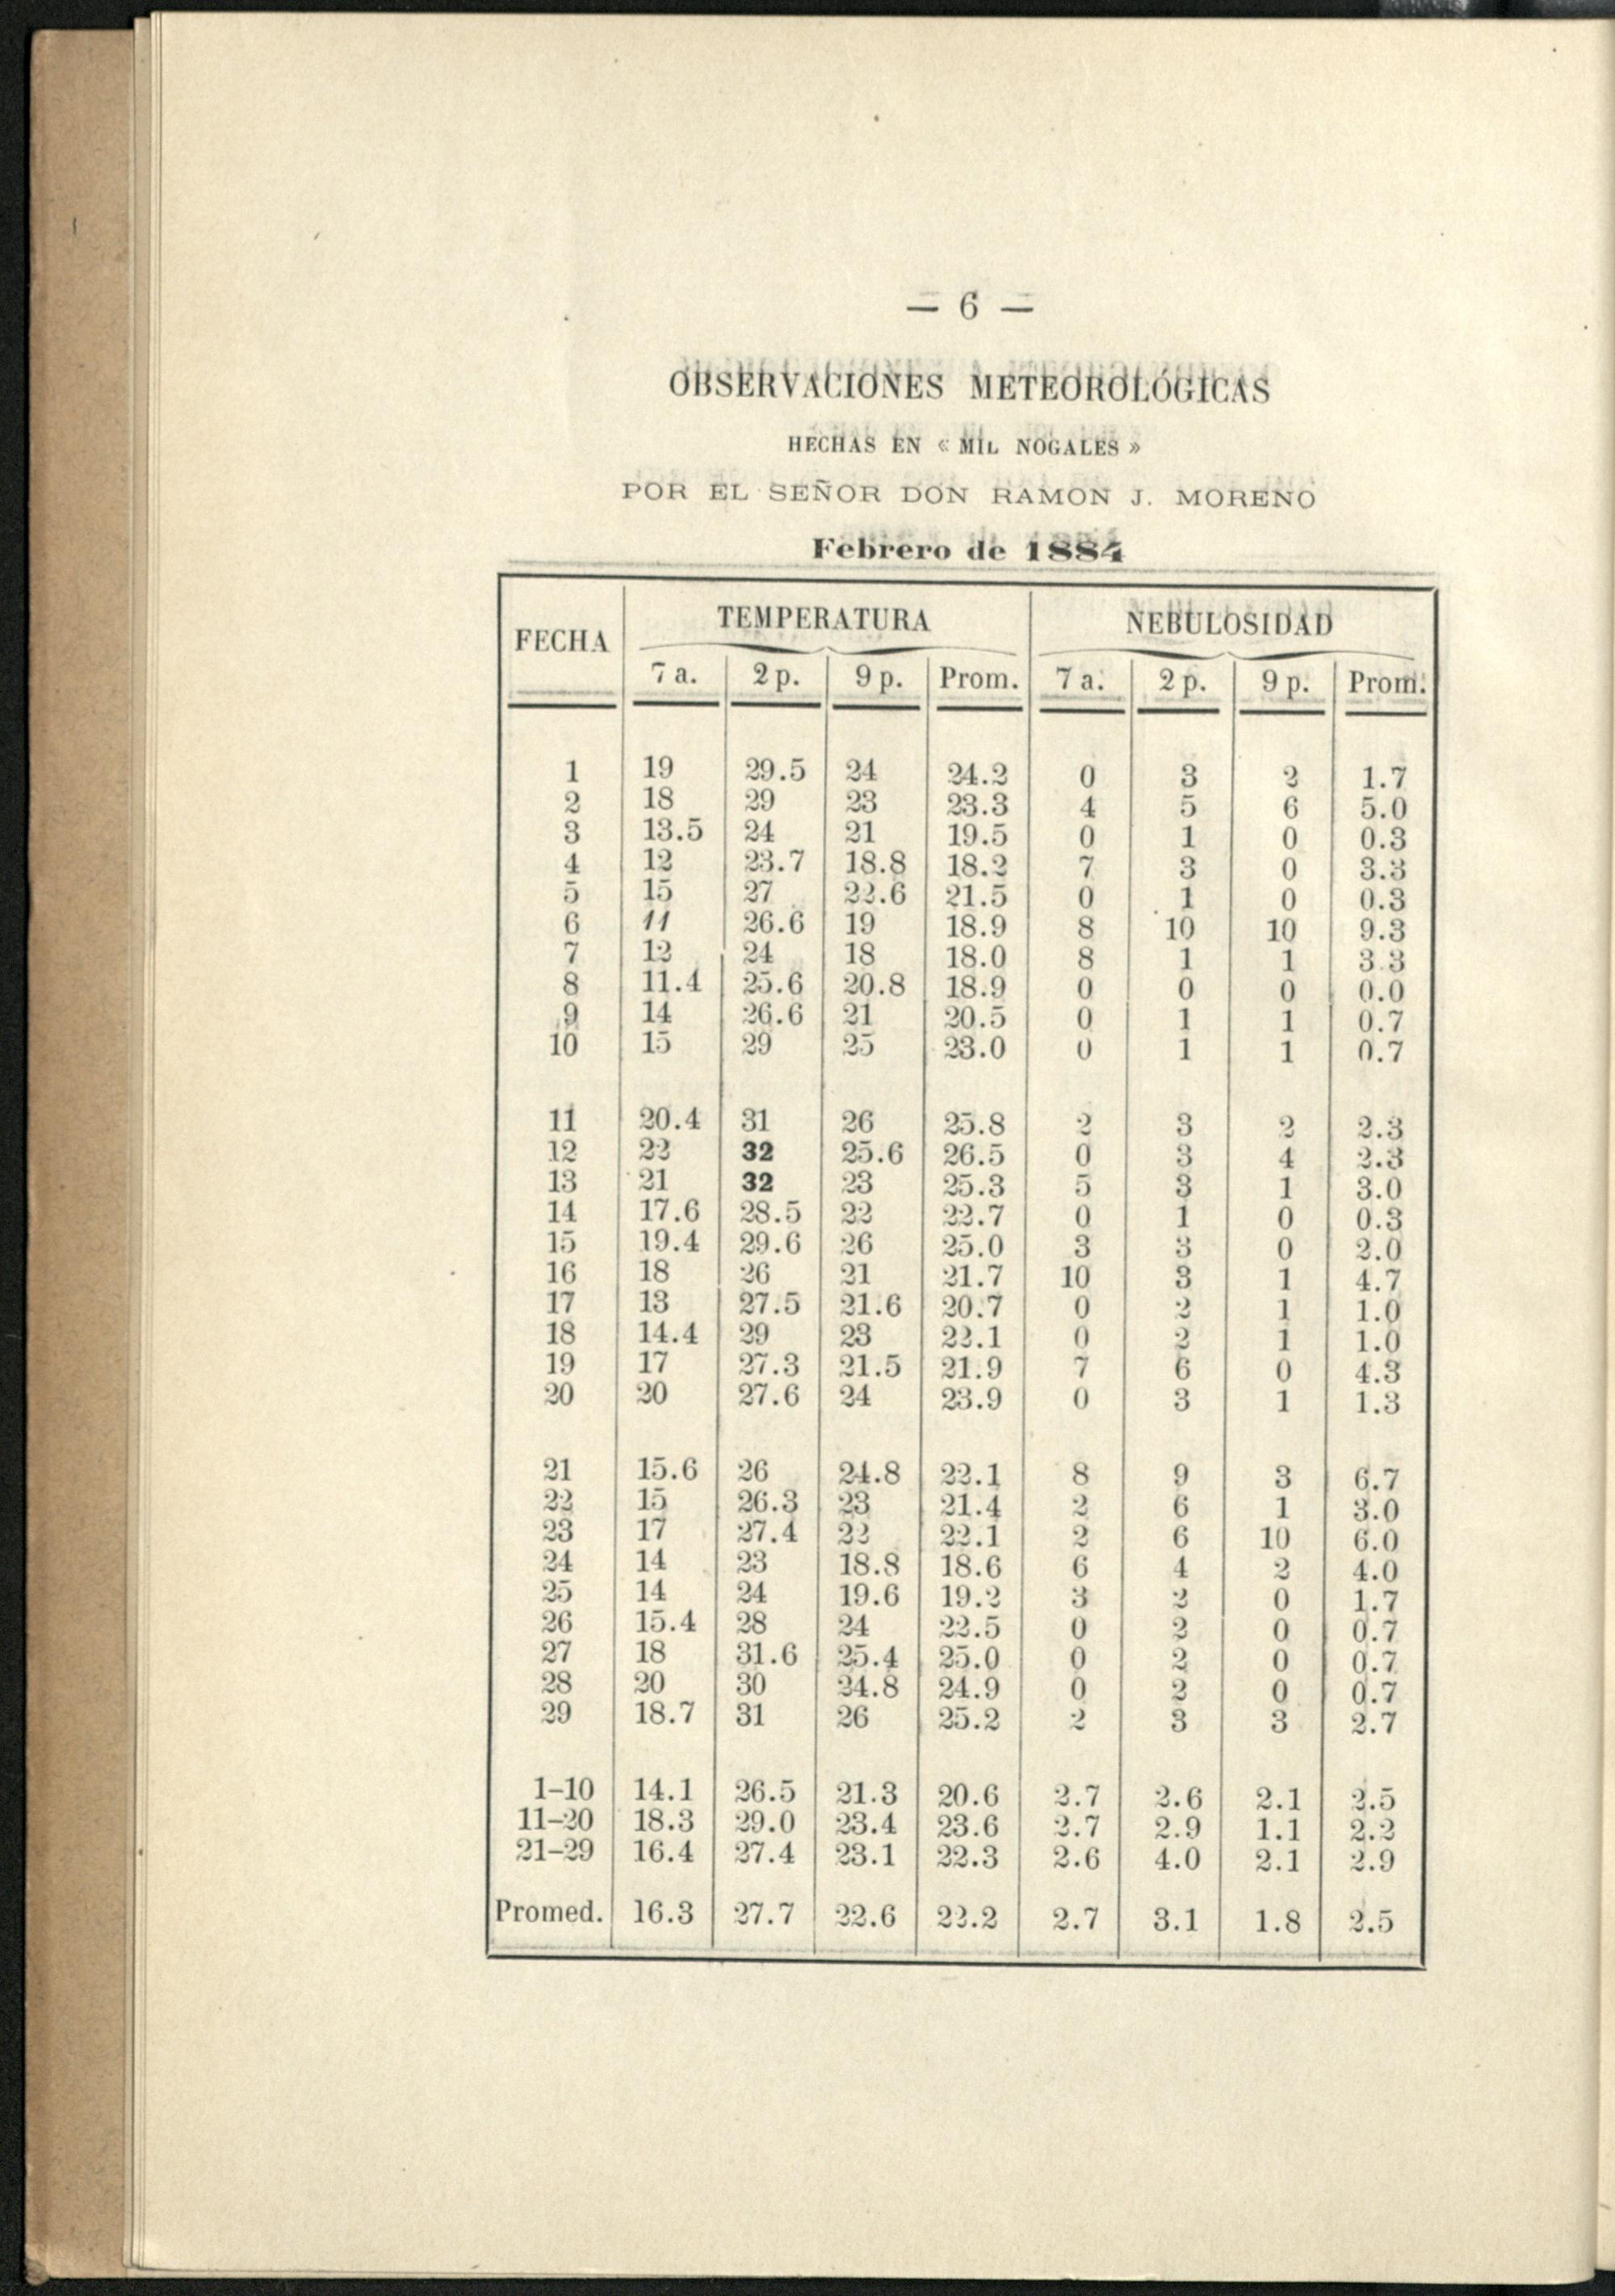 — 6 —
OBSERVACIONES METEOROLÓGICAS
HECHAS EN « MIL NOGALES »
POR EL SEÑOR DON RAMON J. MORENO
Febrero de 1884
FECHA TEMPERATURA NEBULOSIDAD
7 a. 2 p. 9 p. Prom. 7 a. 2 p. 9 p. Prom.
1 19 29.5 24 24.2 0 3 2 1.7
2 18 29 23 23.3 4 5 6 5.0
3 13.5 24 21 19.5 0 1 0 0.3
4 12 23.7 18.8 18.2 7 3 0 3.3
5 15 27 22.6 21.5 0 1 0 0.3
6 11 26.6 19 18.9 8 10 10 9.3
7 12 24 18 18.0 8 1 1 3.3
8 11.4 25.6 20.8 18.9 0 0 0 0.0
9 14 26.6 21 20.5 0 1 1 0.7
10 15 29 25 23.0 0 1 1 0.7
11 20.4 31 26 25.8 2 3 2 2.3
12 22 32 25.6 26.5 0 3 4 2.3
13 21 32 23 25.3 5 3 1 3.0
14 17.6 28.5 22 22.7 0 1 0 0.3
15 19.4 29.6 26 25.0 3 3 0 2.0
16 18 26 21 21.7 10 3 1 4.7
17 13 27.5 21.6 20.7 0 2 1 1.0
18 14.4 29 23 22.1 0 2 1 1.0
19 17 27.3 21.5 21.9 7 6 0 4.3
20 20 27.6 24 23.9 0 3 1 1.3
21 15.6 26 24.8 22.1 8 9 3 6.7
22 15 26.3 23 21.4 2 6 1 3.0
23 17 27.4 22 22.1 2 6 10 6.0
24 14 23 18.8 18.6 6 4 2 4.0
25 14 24 19.6 19.2 3 2 0 1.7
26 15.4 28 24 22.5 0 2 0 0.7
27 18 31.6 25.4 25.0 0 2 0 0.7
28 20 30 24.8 24.9 0 2 0 0.7
29 18.7 31 26 25.2 2 3 3 2.7
1–10 14.1 26.5 21.3 20.6 2.7 2.6 2.1 2.5
11–20 18.3 29.0 23.4 23.6 2.7 2.9 1.1 2.2
21–29 16.4 27.4 23.1 22.3 2.6 4.0 2.1 2.9
Promed. 16.3 27.7 22.6 22.2 2.7 3.1 1.8 2.5